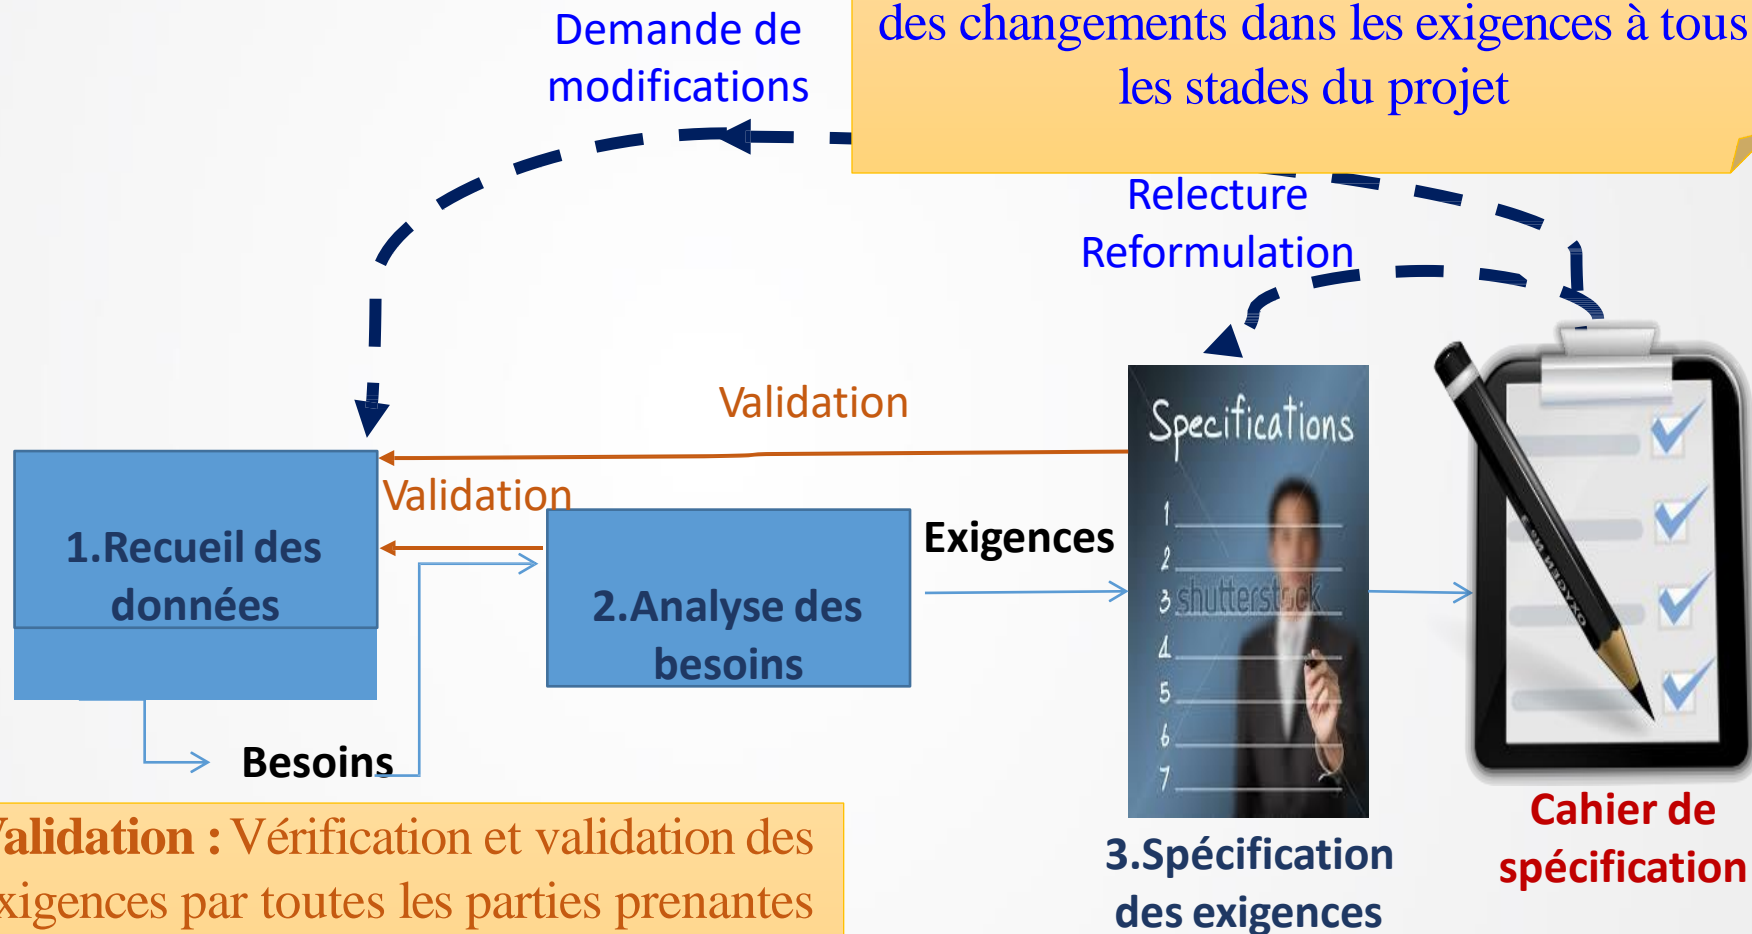 Demande de
modifications
des changements dans les exigences à tous
les stades du projet
Relecture
Reformulation
Validation
Validation
1.Recueil des
données
2.Analyse des
besoins
Exigences
Besoins
Specifications
1
2
3
4
5
6
7
shutterstock
Cahier de
spécification
3.Spécification
des exigences
Validation : Vérification et validation des
exigences par toutes les parties prenantes